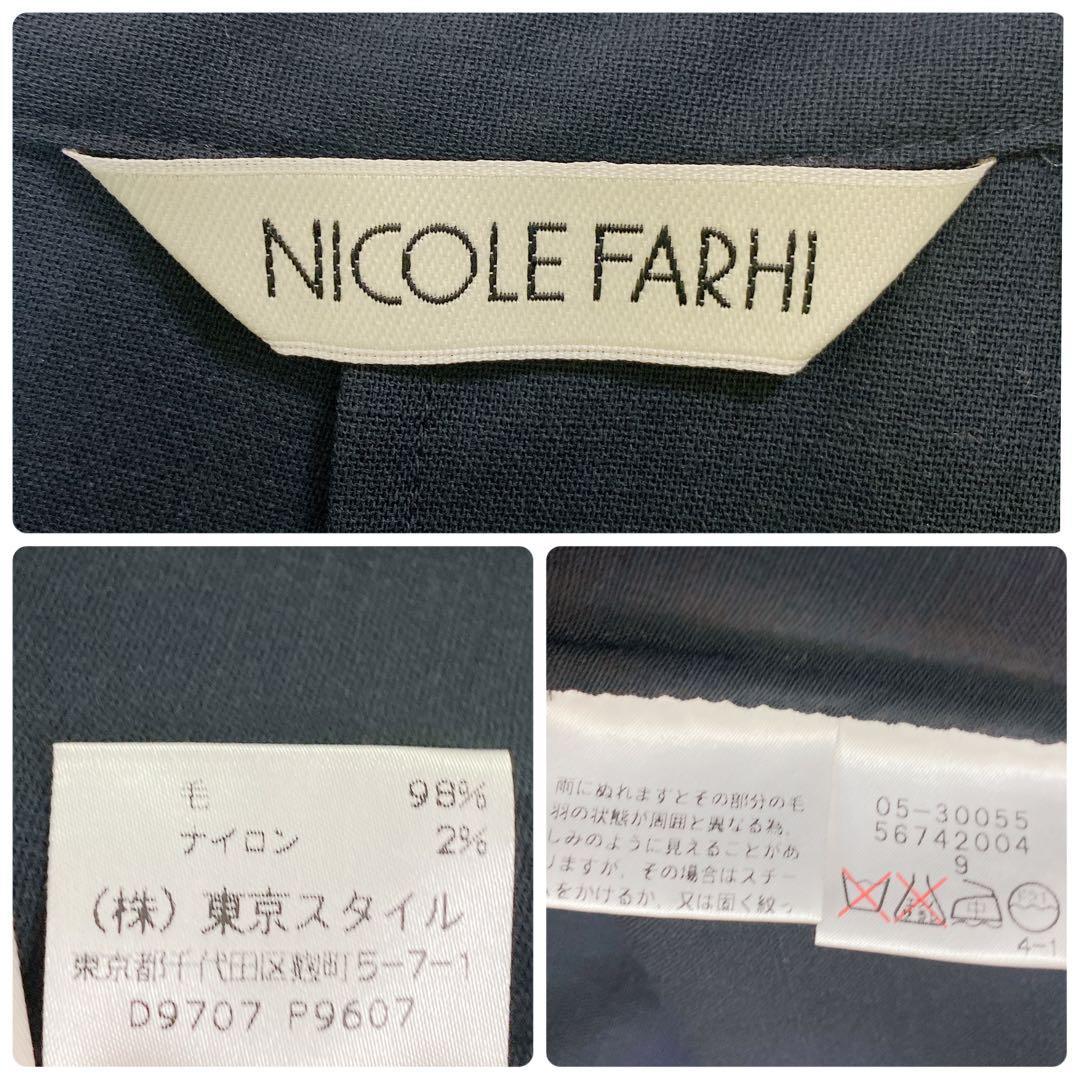 NICOLE FARHI
毛 98%
ナイロン 2%
(株) 東京スタイル
東京都千代田区麹町5-7-1
D9707 P9607
雨にぬれますとその部分の毛
羽の状態が周囲と異なる為、
しみのように見えることがあ
りますが、その場合はスチー
をかけるか、又は固く絞っ
05-30055
56742004
9
中
4-1